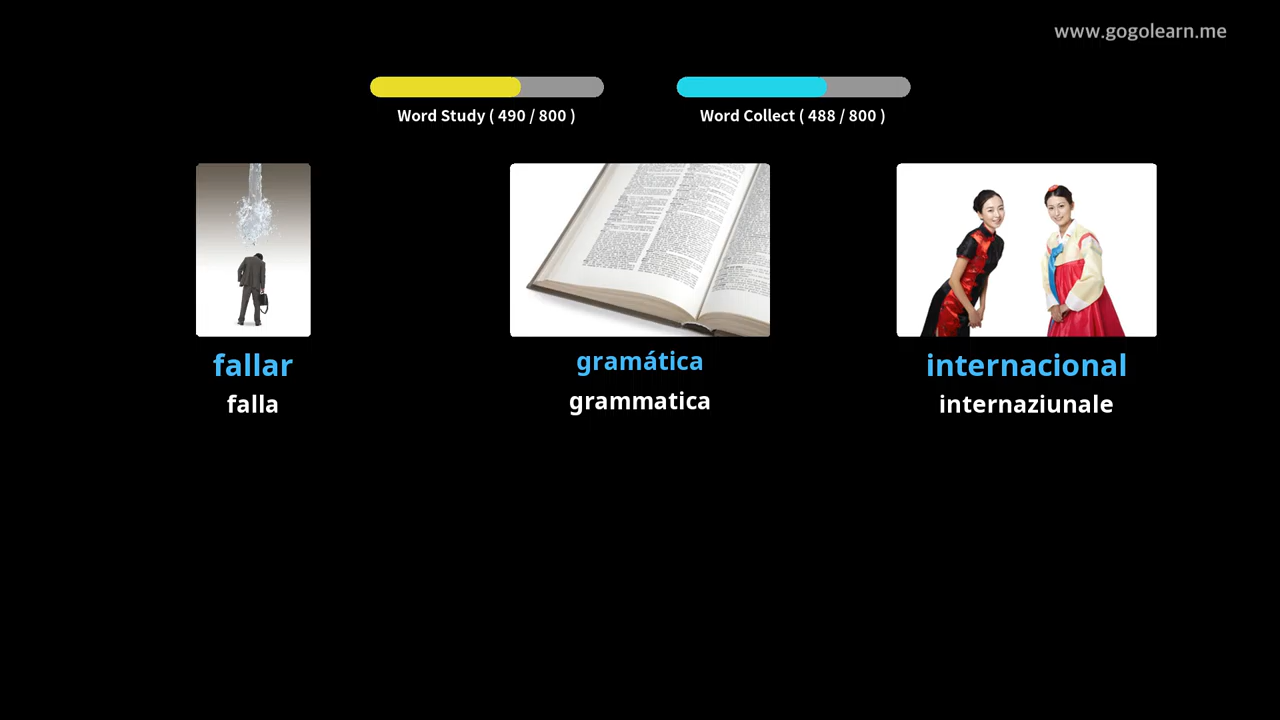 www.gogolearn.me
Word Study ( 490 / 800 )
Word Collect ( 488 / 800 )
fallar
falla
gramática
grammatica
internacional
internaziunale